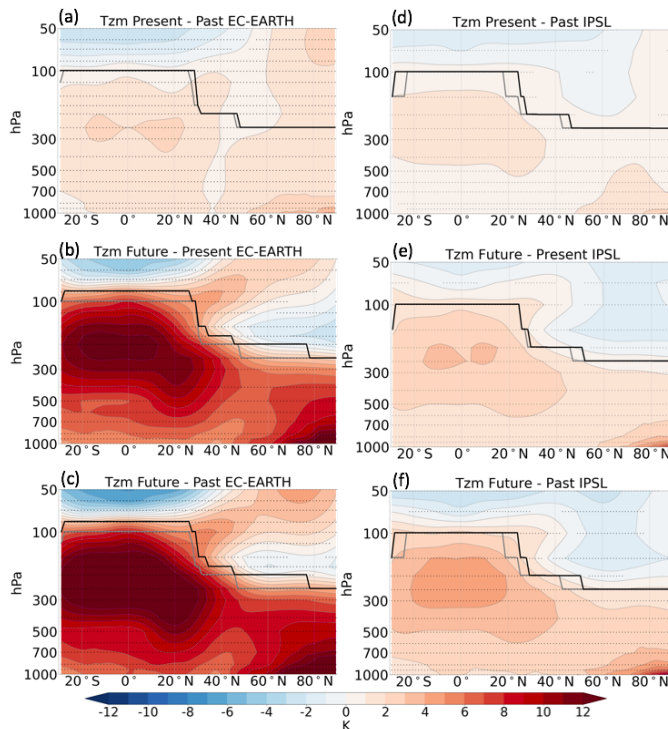 (a) Tzm Present - Past EC-EARTH
50
100
hPa
300
500
700
1000
20°S 0° 20°N 40°N 60°N 80°N
(d) Tzm Present - Past IPSL
50
100
hPa
300
500
700
1000
20°S 0° 20°N 40°N 60°N 80°N
(b) Tzm Future - Present EC-EARTH
50
100
hPa
300
500
700
1000
20°S 0° 20°N 40°N 60°N 80°N
(e) Tzm Future - Present IPSL
50
100
hPa
300
500
700
1000
20°S 0° 20°N 40°N 60°N 80°N
(c) Tzm Future - Past EC-EARTH
50
100
hPa
300
500
700
1000
20°S 0° 20°N 40°N 60°N 80°N
(f) Tzm Future - Past IPSL
50
100
hPa
300
500
700
1000
20°S 0° 20°N 40°N 60°N 80°N
-12 -10 -8 -6 -4 -2 0 2 4 6 8 10 12
K